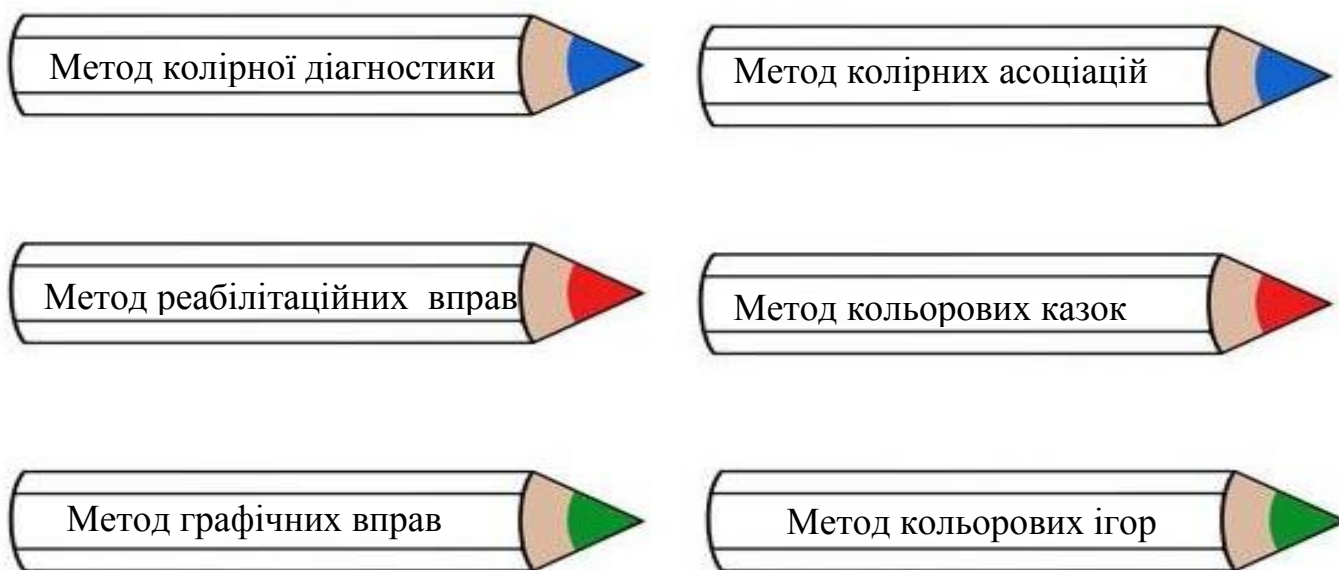 Метод колірної діагностики
Метод колірних асоціацій
Метод реабілітаційних вправ
Метод кольорових казок
Метод графічних вправ
Метод кольорових ігор